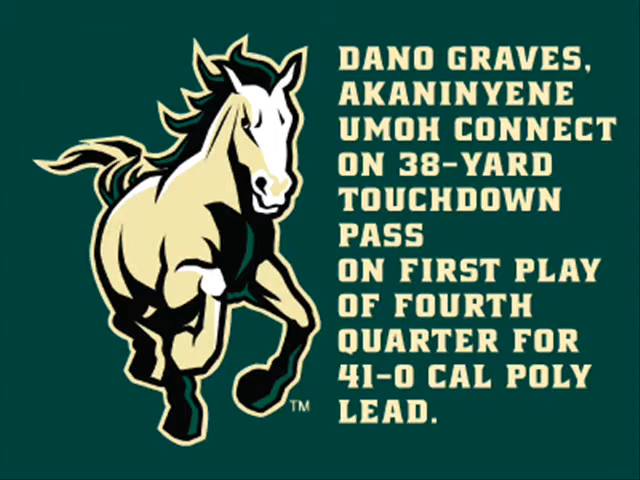 DANO GRAVES,
AKANINYENE
UMOH CONNECT
ON 38-YARD
TOUCHDOWN
PASS
ON FIRST PLAY
OF FOURTH
QUARTER FOR
41-0 CAL POLY
LEAD.
TM